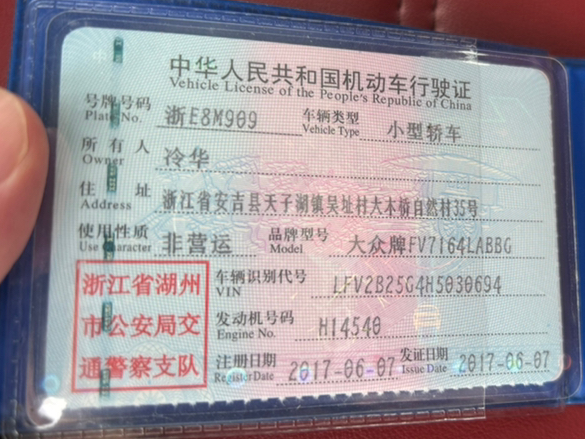 中华人民共和国机动车行驶证
Vehicle License of the People's Republic of China
号牌号码 Plate No. 浙E8M909 车辆类型 Vehicle Type 小型轿车
所有人 Owner 冷华
住址 Address 浙江省安吉县天子湖镇吴址村大木桥自然村35号
使用性质 Use Character 非营运 品牌型号 Model 大众牌FV7164LABBG
浙江省湖州 车辆识别代号 VIN LFV2B25G4H5030694
市公安局交 发动机号码 Engine No. H14540
通警察支队 注册日期 Register Date 2017-06-07 发证日期 Issue Date 2017-06-07